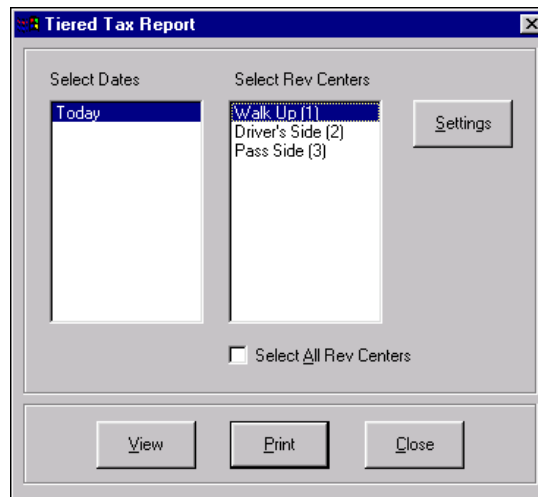 Tiered Tax Report
Select Dates
Select Rev Centers
Today
Walk Up (1)
Driver's Side (2)
Pass Side (3)
Settings
Select All Rev Centers
View
Print
Close